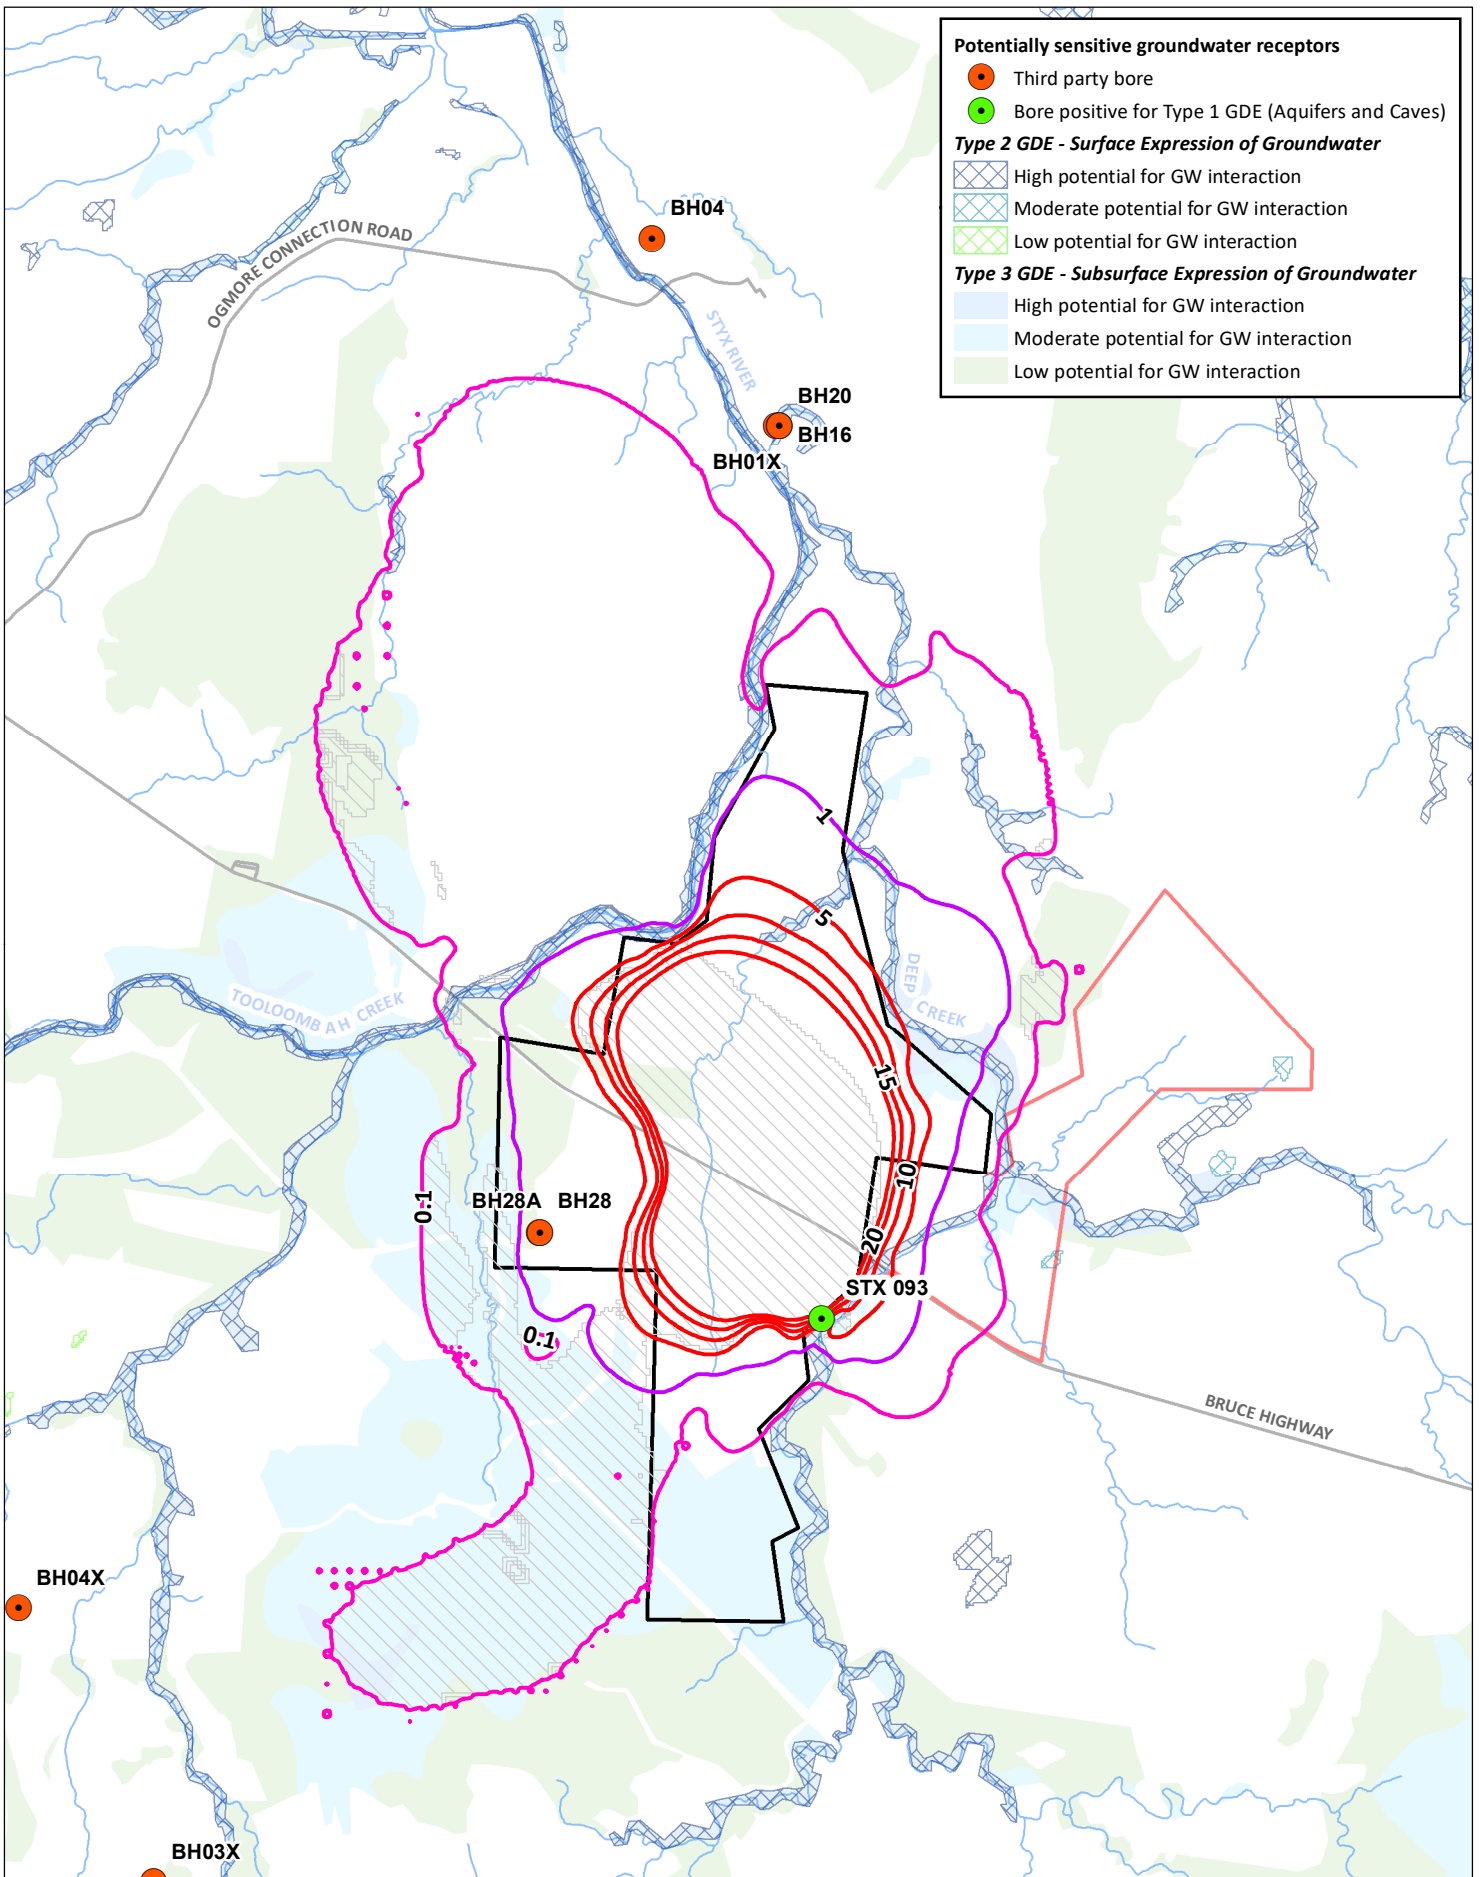 Potentially sensitive groundwater receptors
Third party bore
Bore positive for Type 1 GDE (Aquifers and Caves)
Type 2 GDE - Surface Expression of Groundwater
High potential for GW interaction
Moderate potential for GW interaction
Low potential for GW interaction
Type 3 GDE - Subsurface Expression of Groundwater
High potential for GW interaction
Moderate potential for GW interaction
Low potential for GW interaction
BH04
OGMORE CONNECTION ROAD
STYX RIVER
BH20
BH16
BH01X
1
5
DEEP CREEK
TOOLOOMBAH CREEK
15
10
0.1
BH28A BH28
20
STX 093
0.1
BRUCE HIGHWAY
BH04X
BH03X